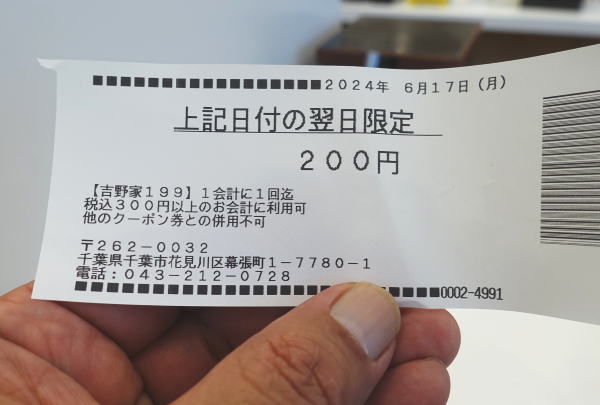 ■■■■■■■■■■■■■■■■■■■2024年 6月17日(月)
上記日付の翌日限定
200円
【吉野家199】1会計に1回迄
税込300円以上のお会計に利用可
他のクーポン券との併用不可
〒262-0032
千葉県千葉市花見川区幕張町1-7780-1
電話:043-212-0728
0002-4991